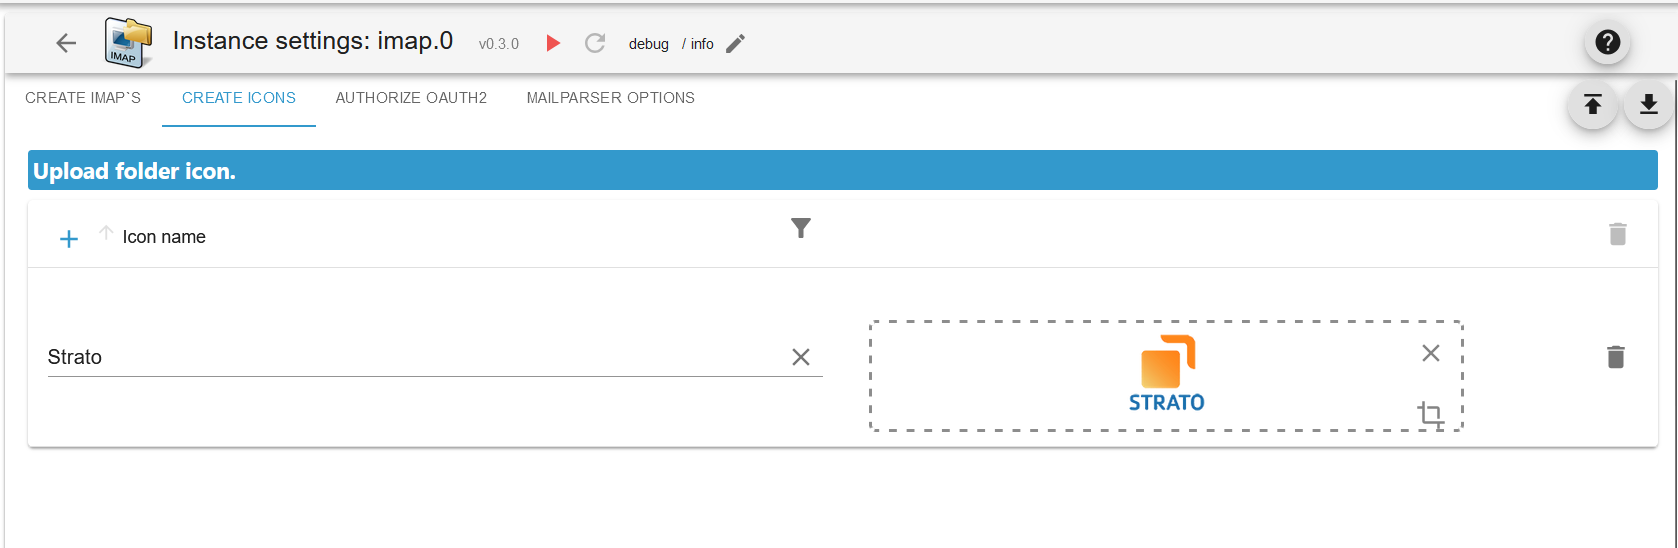 IMAP
Instance settings: imap.0 v0.3.0 debug / info
CREATE IMAP`S CREATE ICONS AUTHORIZE OAUTH2 MAILPARSER OPTIONS
Upload folder icon.
Icon name
Strato
STRATO